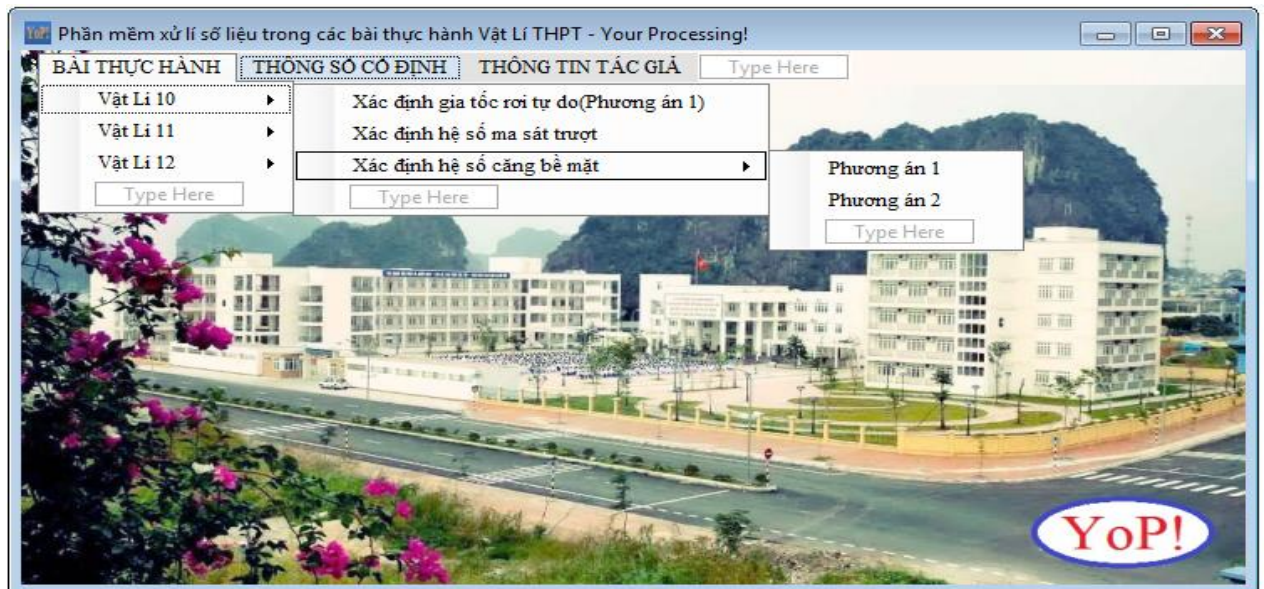 YoP! Phần mềm xử lí số liệu trong các bài thực hành Vật Lí THPT - Your Processing!
BÀI THỰC HÀNH THÔNG SỐ CỐ ĐỊNH THÔNG TIN TÁC GIẢ Type Here
Vật Lí 10
Vật Lí 11
Vật Lí 12
Type Here
Xác định gia tốc rơi tự do(Phương án 1)
Xác định hệ số ma sát trượt
Xác định hệ số căng bề mặt
Type Here
Phương án 1
Phương án 2
Type Here
YoP!